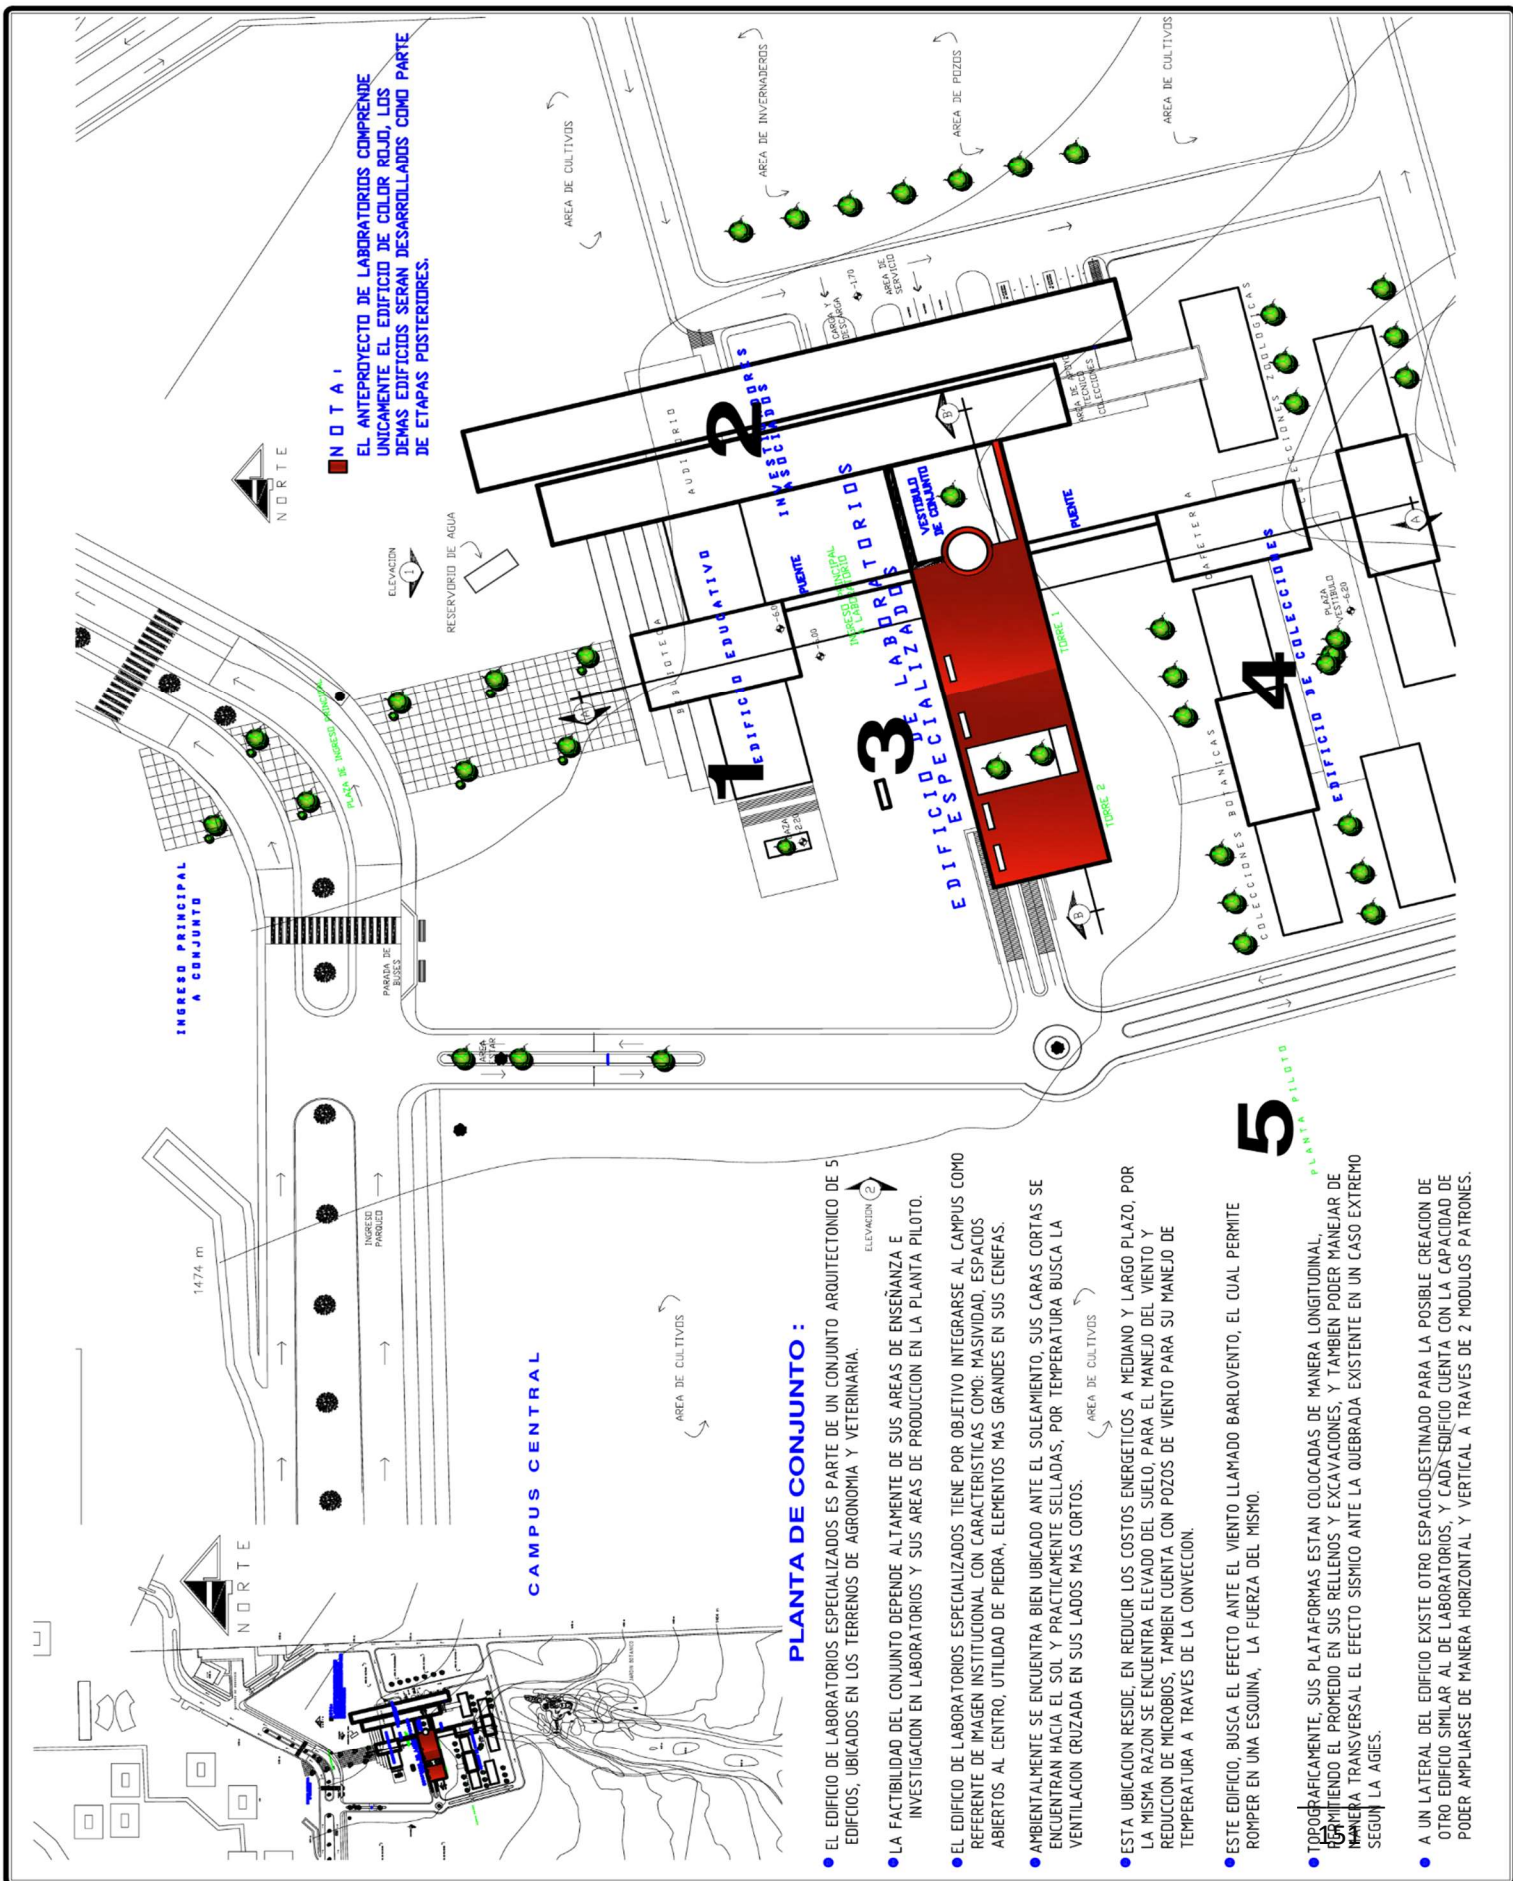 NORTE
CAMPUS CENTRAL
1474 m
INGRESO
PARQUEO
AREA DE CULTIVOS
PARADA DE
BUSES
INGRESO PRINCIPAL
A CONJUNTO
PLAZA DE INGRESO PRINCIPAL
AREA
ESTAR
NORTE
ELEVACION
1
RESERVORIO DE AGUA
■ N O T A :
EL ANTEPROYECTO DE LABORATORIOS COMPRENDE
UNICAMENTE EL EDIFICIO DE COLOR ROJO, LOS
DEMAS EDIFICIOS SERAN DESARROLLADOS COMO PARTE
DE ETAPAS POSTERIORES.
AREA DE CULTIVOS
AREA DE INVERNADEROS
AREA DE POZOS
AREA DE CULTIVOS
1
EDIFICIO EDUCATIVO
BIBLIOTECA
AUDITORIO
2
INVESTIGADORES
ASOCIADOS
CARGA Y
DESCARGA
-1.70
AREA DE
SERVICIO
PUENTE
INGRESO PRINCIPAL
A LABORATORIO
3
EDIFICIO DE LABORATORIOS
ESPECIALIZADOS
VESTIBULO
DE CONJUNTO
PUENTE
TORRE 1
TORRE 2
B'
B
A
AREA DE APOYO
TECNICO
COLECCIONES
CAFETERIA
COLECCIONES ZOOLOGICAS
COLECCIONES BOTANICAS
4
EDIFICIO DE COLECCIONES
PLAZA
VESTIBULO
-6.20
5
PLANTA PILOTO
ELEVACION
2
AREA DE CULTIVOS
PLANTA DE CONJUNTO :
● EL EDIFICIO DE LABORATORIOS ESPECIALIZADOS ES PARTE DE UN CONJUNTO ARQUITECTONICO DE 5
EDIFCIOS, UBICADOS EN LOS TERRENOS DE AGRONOMIA Y VETERINARIA.
● LA FACTIBILIDAD DEL CONJUNTO DEPENDE ALTAMENTE DE SUS AREAS DE ENSEÑANZA E
INVESTIGACION EN LABORATORIOS Y SUS AREAS DE PRODUCCION EN LA PLANTA PILOTO.
● EL EDIFICIO DE LABORATORIOS ESPECIALIZADOS TIENE POR OBJETIVO INTEGRARSE AL CAMPUS COMO
REFERENTE DE IMAGEN INSTITUCIONAL CON CARACTERISTICAS COMO: MASIVIDAD, ESPACIOS
ABIERTOS AL CENTRO, UTILIDAD DE PIEDRA, ELEMENTOS MAS GRANDES EN SUS CENEFAS.
● AMBIENTALMENTE SE ENCUENTRA BIEN UBICADO ANTE EL SOLEAMIENTO, SUS CARAS CORTAS SE
ENCUENTRAN HACIA EL SOL Y PRACTICAMENTE SELLADAS, POR TEMPERATURA BUSCA LA
VENTILACION CRUZADA EN SUS LADOS MAS CORTOS.
● ESTA UBICACION RESIDE, EN REDUCIR LOS COSTOS ENERGETICOS A MEDIANO Y LARGO PLAZO, POR
LA MISMA RAZON SE ENCUENTRA ELEVADO DEL SUELO, PARA EL MANEJO DEL VIENTO Y
REDUCCION DE MICROBIOS, TAMBIEN CUENTA CON POZOS DE VIENTO PARA SU MANEJO DE
TEMPERATURA A TRAVES DE LA CONVECCION.
● ESTE EDIFICIO, BUSCA EL EFECTO ANTE EL VIENTO LLAMADO BARLOVENTO, EL CUAL PERMITE
ROMPER EN UNA ESQUINA, LA FUERZA DEL MISMO.
● TOPOGRAFICAMENTE, SUS PLATAFORMAS ESTAN COLOCADAS DE MANERA LONGITUDINAL,
PERMITIENDO EL PROMEDIO EN SUS RELLENOS Y EXCAVACIONES, Y TAMBIEN PODER MANEJAR DE
MANERA TRANSVERSAL EL EFECTO SISMICO ANTE LA QUEBRADA EXISTENTE EN UN CASO EXTREMO
SEGUN LA AGIES.
● A UN LATERAL DEL EDIFICIO EXISTE OTRO ESPACIO DESTINADO PARA LA POSIBLE CREACION DE
OTRO EDIFICIO SIMILAR AL DE LABORATORIOS, Y CADA EDIFICIO CUENTA CON LA CAPACIDAD DE
PODER AMPLIARSE DE MANERA HORIZONTAL Y VERTICAL A TRAVES DE 2 MODULOS PATRONES.